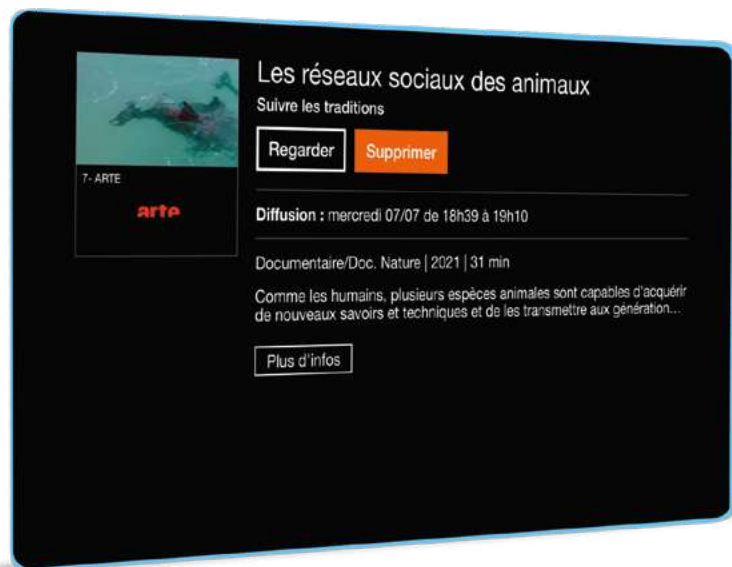 Les réseaux sociaux des animaux
Suivre les traditions
Regarder
Supprimer
7- ARTE
arte
Diffusion : mercredi 07/07 de 18h39 à 19h10
Documentaire/Doc. Nature | 2021 | 31 min
Comme les humains, plusieurs espèces animales sont capables d'acquérir
de nouveaux savoirs et techniques et de les transmettre aux génération...
Plus d'infos